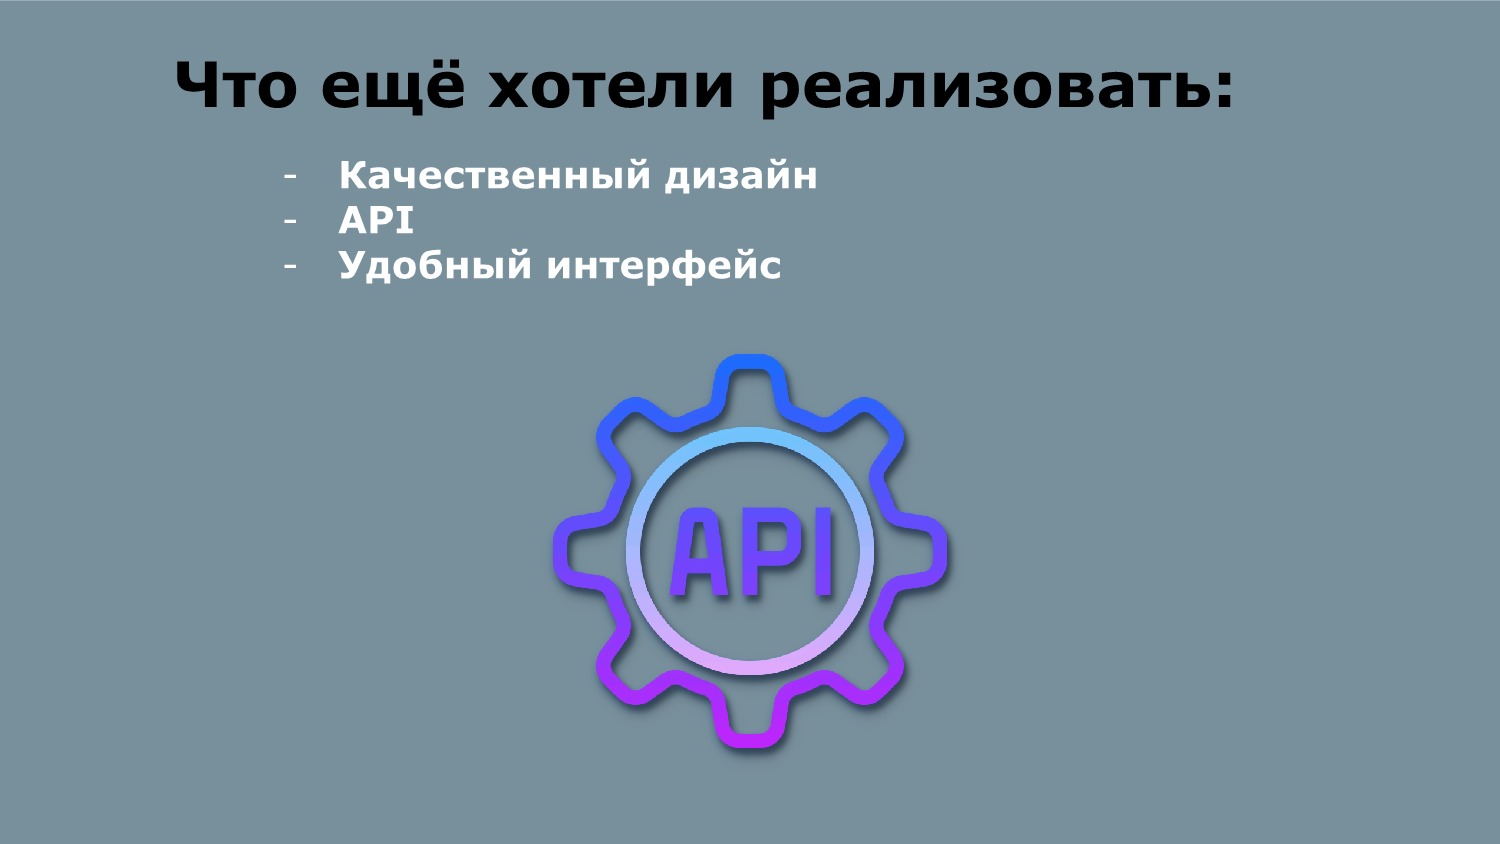 Что ещё хотели реализовать:
- Качественный дизайн
- API
- Удобный интерфейс
API